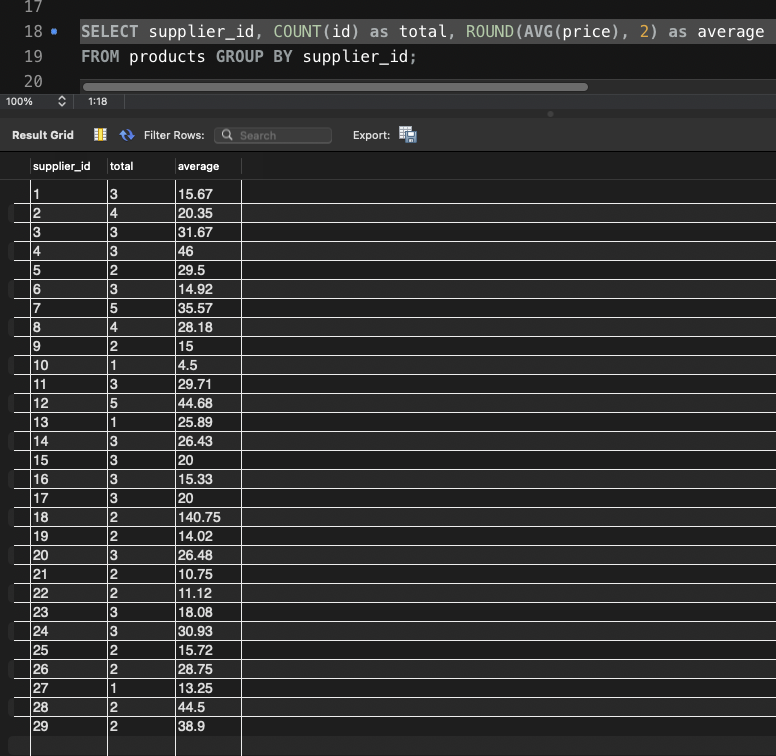 17
18 SELECT supplier_id, COUNT(id) as total, ROUND(AVG(price), 2) as average
19 FROM products GROUP BY supplier_id;
20
100% 1:18
Result Grid Filter Rows: Search Export:
supplier_id total average
1 3 15.67
2 4 20.35
3 3 31.67
4 3 46
5 2 29.5
6 3 14.92
7 5 35.57
8 4 28.18
9 2 15
10 1 4.5
11 3 29.71
12 5 44.68
13 1 25.89
14 3 26.43
15 3 20
16 3 15.33
17 3 20
18 2 140.75
19 2 14.02
20 3 26.48
21 2 10.75
22 2 11.12
23 3 18.08
24 3 30.93
25 2 15.72
26 2 28.75
27 1 13.25
28 2 44.5
29 2 38.9